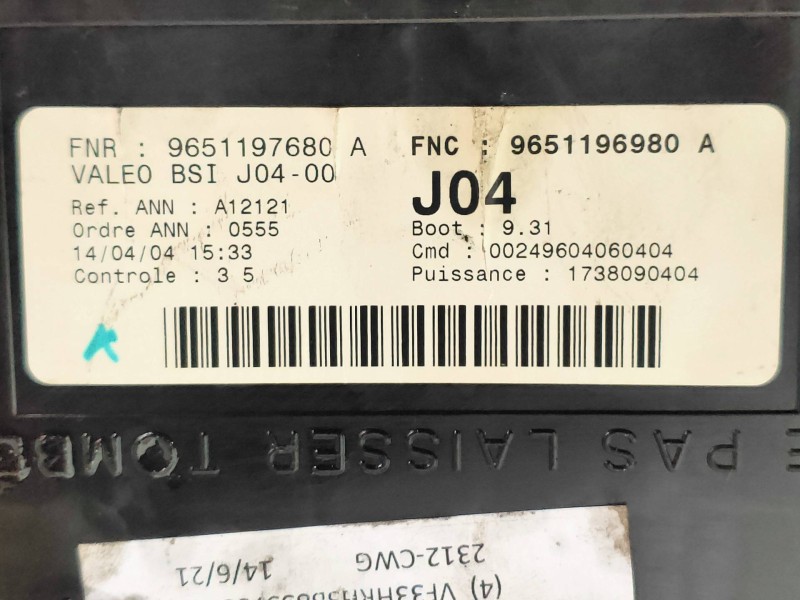 FNR : 9651197680 A
VALEO BSI J04-00
Ref. ANN : A12121
Ordre ANN : 0555
14/04/04 15:33
Controle : 3 5
FNC : 9651196980 A
J04
Boot : 9.31
Cmd : 00249604060404
Puissance : 1738090404
PAS LAISSER
2312-CWG 14/6/21
(4)